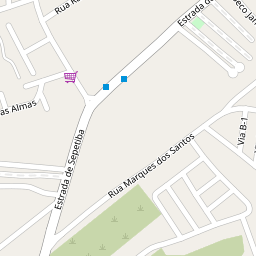 Rua
Estrada do
eco Jar
as Almas
Estrada de Sepetiba
Rua Marques dos Santos
Via B-1